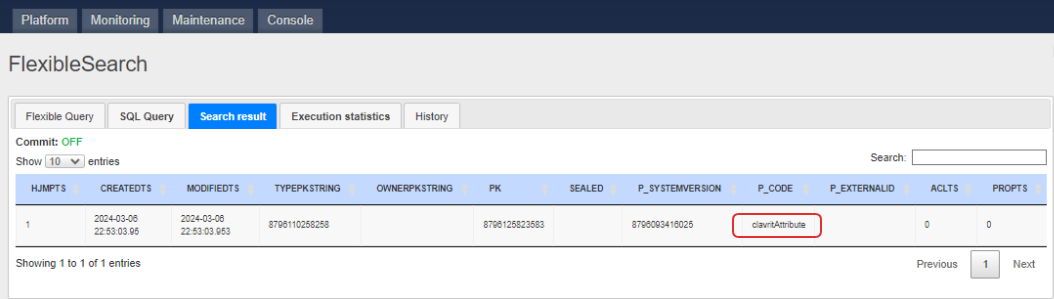 Platform Monitoring Maintenance Console
FlexibleSearch
Flexible Query SQL Query Search result Execution statistics History
Commit: OFF
Show 10 entries Search:
HJMPTS CREATEDTS MODIFIEDTS TYPEPKSTRING OWNERPKSTRING PK SEALED P_SYSTEMVERSION P_CODE P_EXTERNALID ACLTS PROPTS
1 2024-03-06 22:53:03.95 2024-03-06 22:53:03.953 8796110258258 8796125823583 8796093416025 clavritAttribute 0 0
Showing 1 to 1 of 1 entries Previous 1 Next